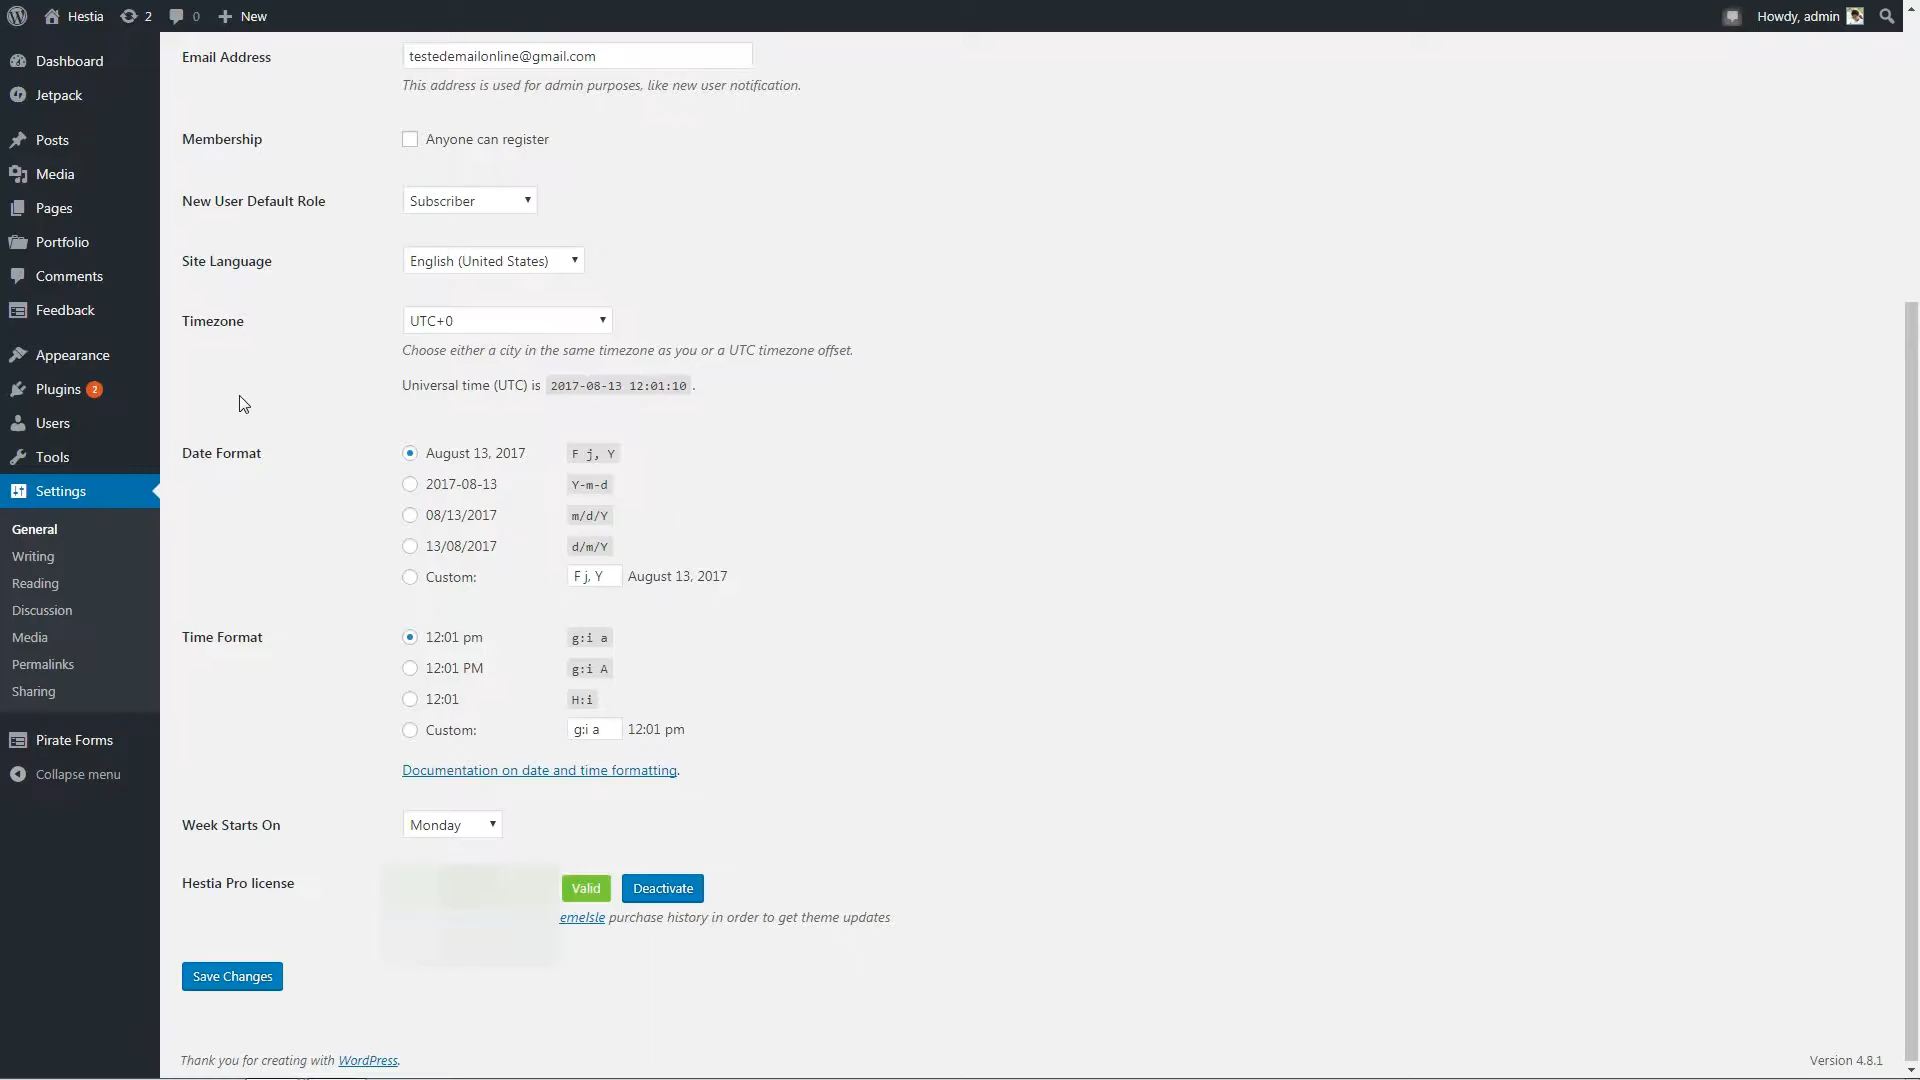 Hestia 2 0 New Howdy, admin
Dashboard
Jetpack
Posts
Media
Pages
Portfolio
Comments
Feedback
Appearance
Plugins 2
Users
Tools
Settings
General
Writing
Reading
Discussion
Media
Permalinks
Sharing
Pirate Forms
Collapse menu
Email Address testedemailonline@gmail.com
This address is used for admin purposes, like new user notification.
Membership Anyone can register
New User Default Role Subscriber
Site Language English (United States)
Timezone UTC+0
Choose either a city in the same timezone as you or a UTC timezone offset.
Universal time (UTC) is 2017-08-13 12:01:10 .
Date Format August 13, 2017 F j, Y
2017-08-13 Y-m-d
08/13/2017 m/d/Y
13/08/2017 d/m/Y
Custom: F j, Y August 13, 2017
Time Format 12:01 pm g:i a
12:01 PM g:i A
12:01 H:i
Custom: g:i a 12:01 pm
Documentation on date and time formatting.
Week Starts On Monday
Hestia Pro license Valid Deactivate
emeIsle purchase history in order to get theme updates
Save Changes
Thank you for creating with WordPress.
Version 4.8.1